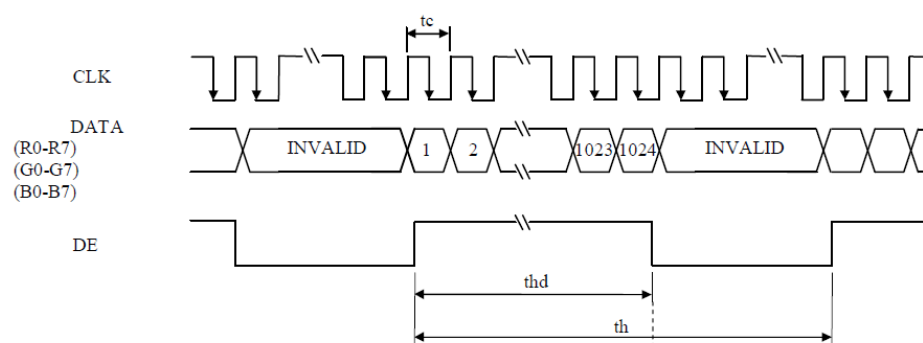 tc
CLK
DATA
(R0-R7)
(G0-G7)
(B0-B7)
INVALID 1 2 1023 1024 INVALID
DE
thd
th